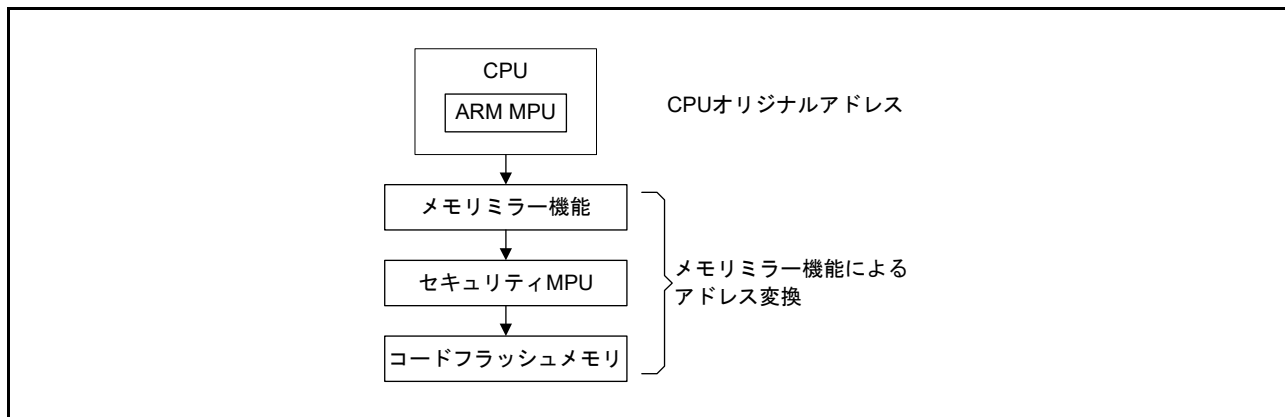 CPU
ARM MPU
CPUオリジナルアドレス
メモリミラー機能
セキュリティMPU
コードフラッシュメモリ
メモリミラー機能による
アドレス変換